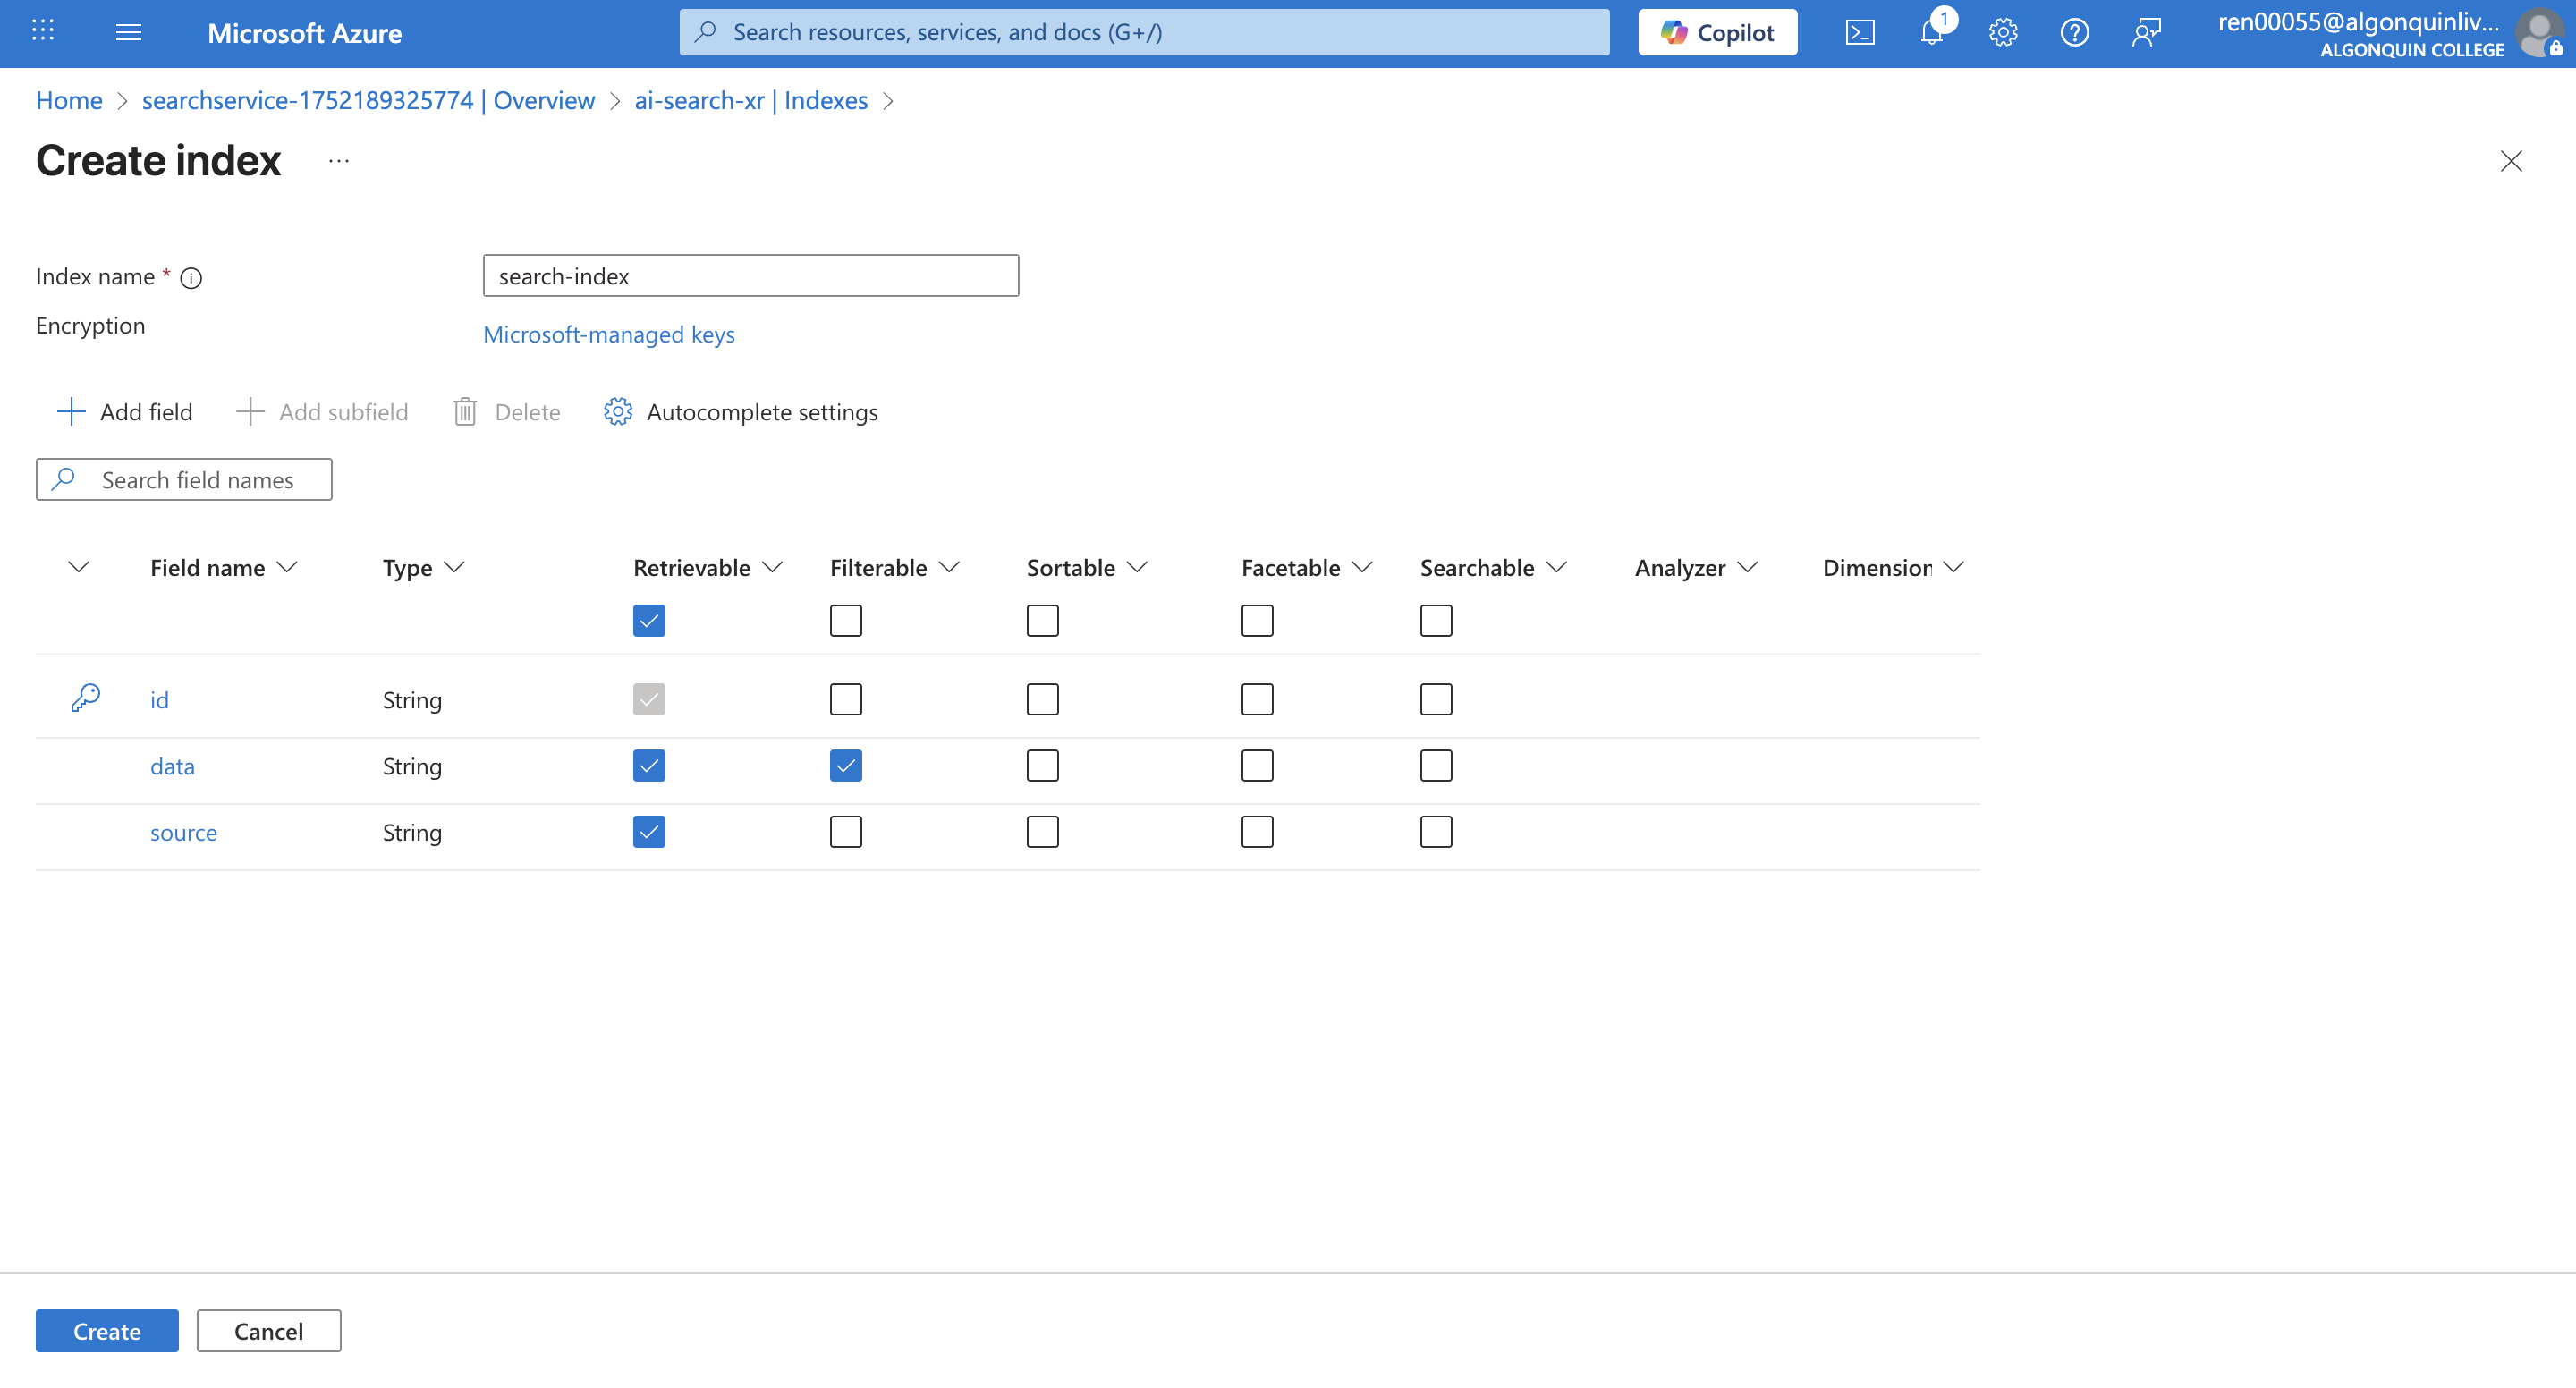 Microsoft Azure
Search resources, services, and docs (G+/)
Copilot
1
ren00055@algonquinliv...
ALGONQUIN COLLEGE
Home > searchservice-1752189325774 | Overview > ai-search-xr | Indexes >
Create index ...
Index name *
search-index
Encryption
Microsoft-managed keys
Add field
Add subfield
Delete
Autocomplete settings
Search field names
Field name Type Retrievable Filterable Sortable Facetable Searchable Analyzer Dimension
id String
data String
source String
Create
Cancel